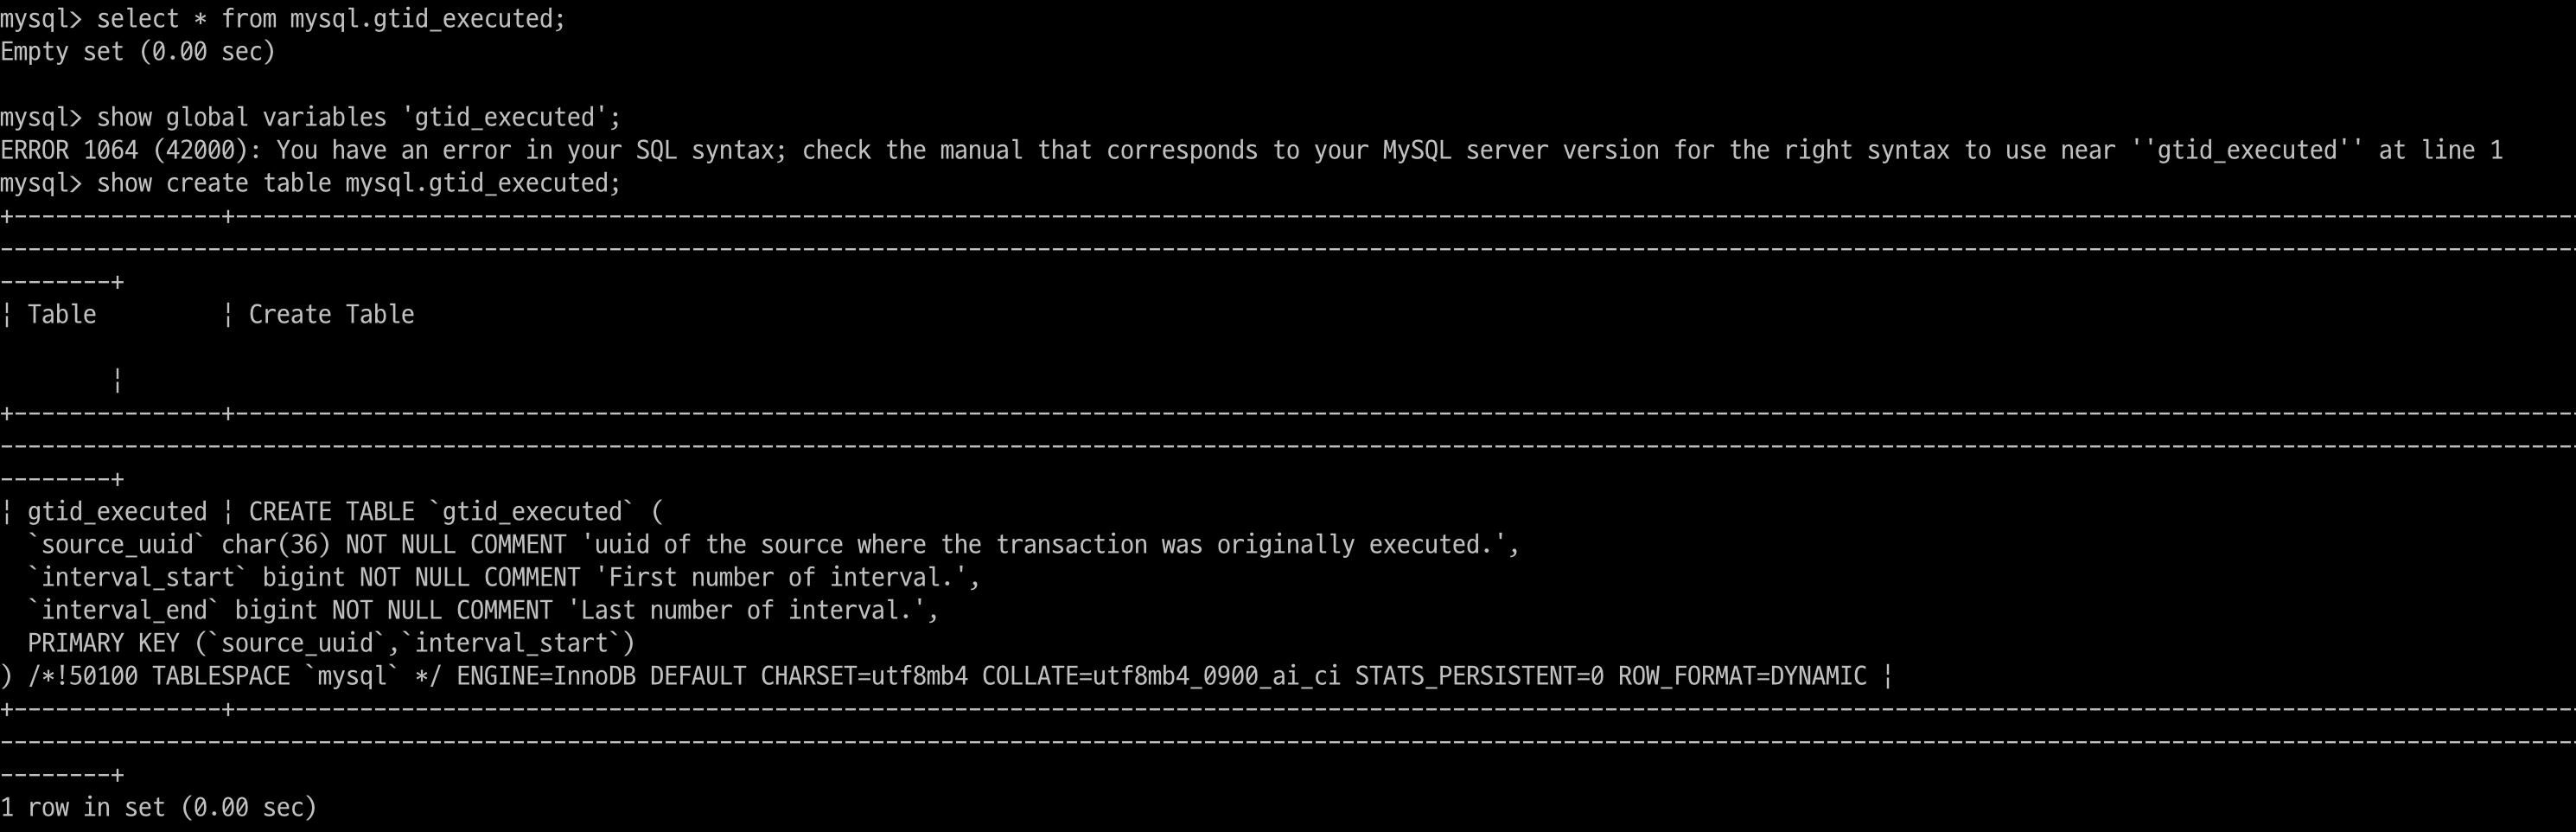 mysql> select * from mysql.gtid_executed;
Empty set (0.00 sec)
mysql> show global variables 'gtid_executed';
ERROR 1064 (42000): You have an error in your SQL syntax; check the manual that corresponds to your MySQL server version for the right syntax to use near ''gtid_executed'' at line 1
mysql> show create table mysql.gtid_executed;
+---------------+--------------------------------------------------------------------------------------------------------------------------------------------------------------------------
-------------------------------------------------------------------------------------------------------------------------------------------------------------------------------------------
--------+
¦ Table         ¦ Create Table
        ¦
+---------------+--------------------------------------------------------------------------------------------------------------------------------------------------------------------------
-------------------------------------------------------------------------------------------------------------------------------------------------------------------------------------------
--------+
¦ gtid_executed ¦ CREATE TABLE `gtid_executed` (
  `source_uuid` char(36) NOT NULL COMMENT 'uuid of the source where the transaction was originally executed.',
  `interval_start` bigint NOT NULL COMMENT 'First number of interval.',
  `interval_end` bigint NOT NULL COMMENT 'Last number of interval.',
  PRIMARY KEY (`source_uuid`,`interval_start`)
) /*!50100 TABLESPACE `mysql` */ ENGINE=InnoDB DEFAULT CHARSET=utf8mb4 COLLATE=utf8mb4_0900_ai_ci STATS_PERSISTENT=0 ROW_FORMAT=DYNAMIC ¦
+---------------+--------------------------------------------------------------------------------------------------------------------------------------------------------------------------
-------------------------------------------------------------------------------------------------------------------------------------------------------------------------------------------
--------+
1 row in set (0.00 sec)